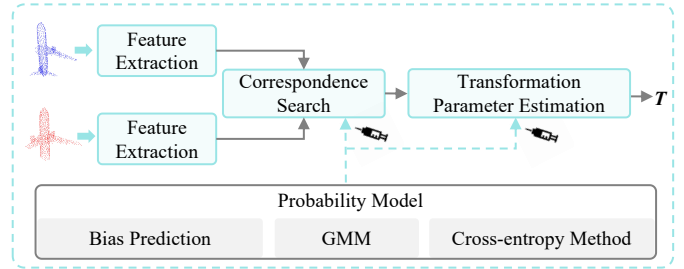 Feature
Extraction
Correspondence
Search
Transformation
Parameter Estimation
T
Feature
Extraction
Probability Model
Bias Prediction
GMM
Cross-entropy Method